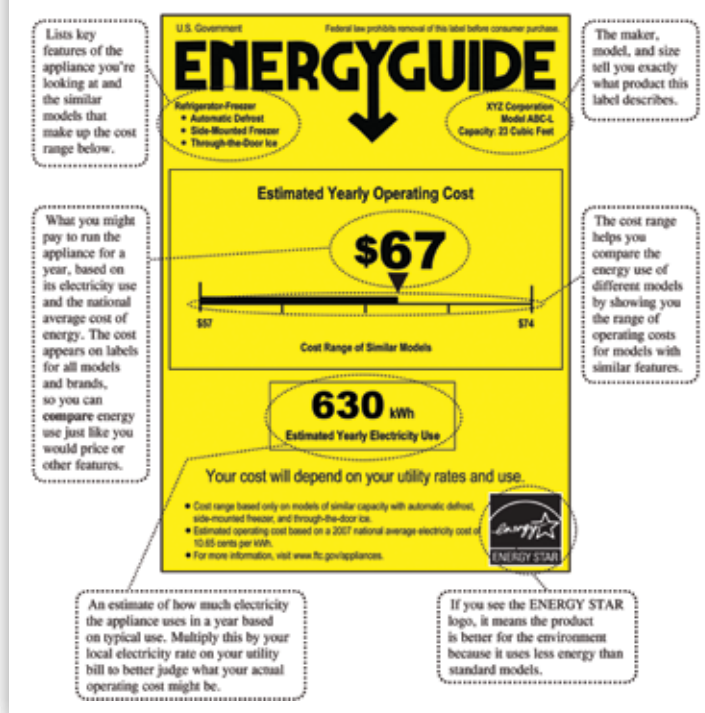 Lists key
features of the
appliance you're
looking at and
the similar
models that
make up the cost
range below.
U.S. Government
Federal law prohibits removal of this label before consumer purchase.
ENERGYGUIDE
Refrigerator-Freezer
• Automatic Defrost
• Side-Mounted Freezer
• Through-the-Door Ice
XYZ Corporation
Model ABC-L
Capacity: 23 Cubic Feet
The maker,
model, and size
tell you exactly
what product this
label describes.
What you might
pay to run the
appliance for a
year, based on
its electricity use
and the national
average cost of
energy. The cost
appears on labels
for all models
and brands,
so you can
compare energy
use just like you
would price or
other features.
Estimated Yearly Operating Cost
$67
$57
$74
Cost Range of Similar Models
The cost range
helps you
compare the
energy use of
different models
by showing you
the range of
operating costs
for models with
similar features.
630 kWh
Estimated Yearly Electricity Use
Your cost will depend on your utility rates and use.
• Cost range based only on models of similar capacity with automatic defrost,
side-mounted freezer, and through-the-door ice.
• Estimated operating cost based on a 2007 national average electricity cost of
10.65 cents per kWh.
• For more information, visit www.ftc.gov/appliances.
energy
ENERGY STAR
An estimate of how much electricity
the appliance uses in a year based
on typical use. Multiply this by your
local electricity rate on your utility
bill to better judge what your actual
operating cost might be.
If you see the ENERGY STAR
logo, it means the product
is better for the environment
because it uses less energy than
standard models.